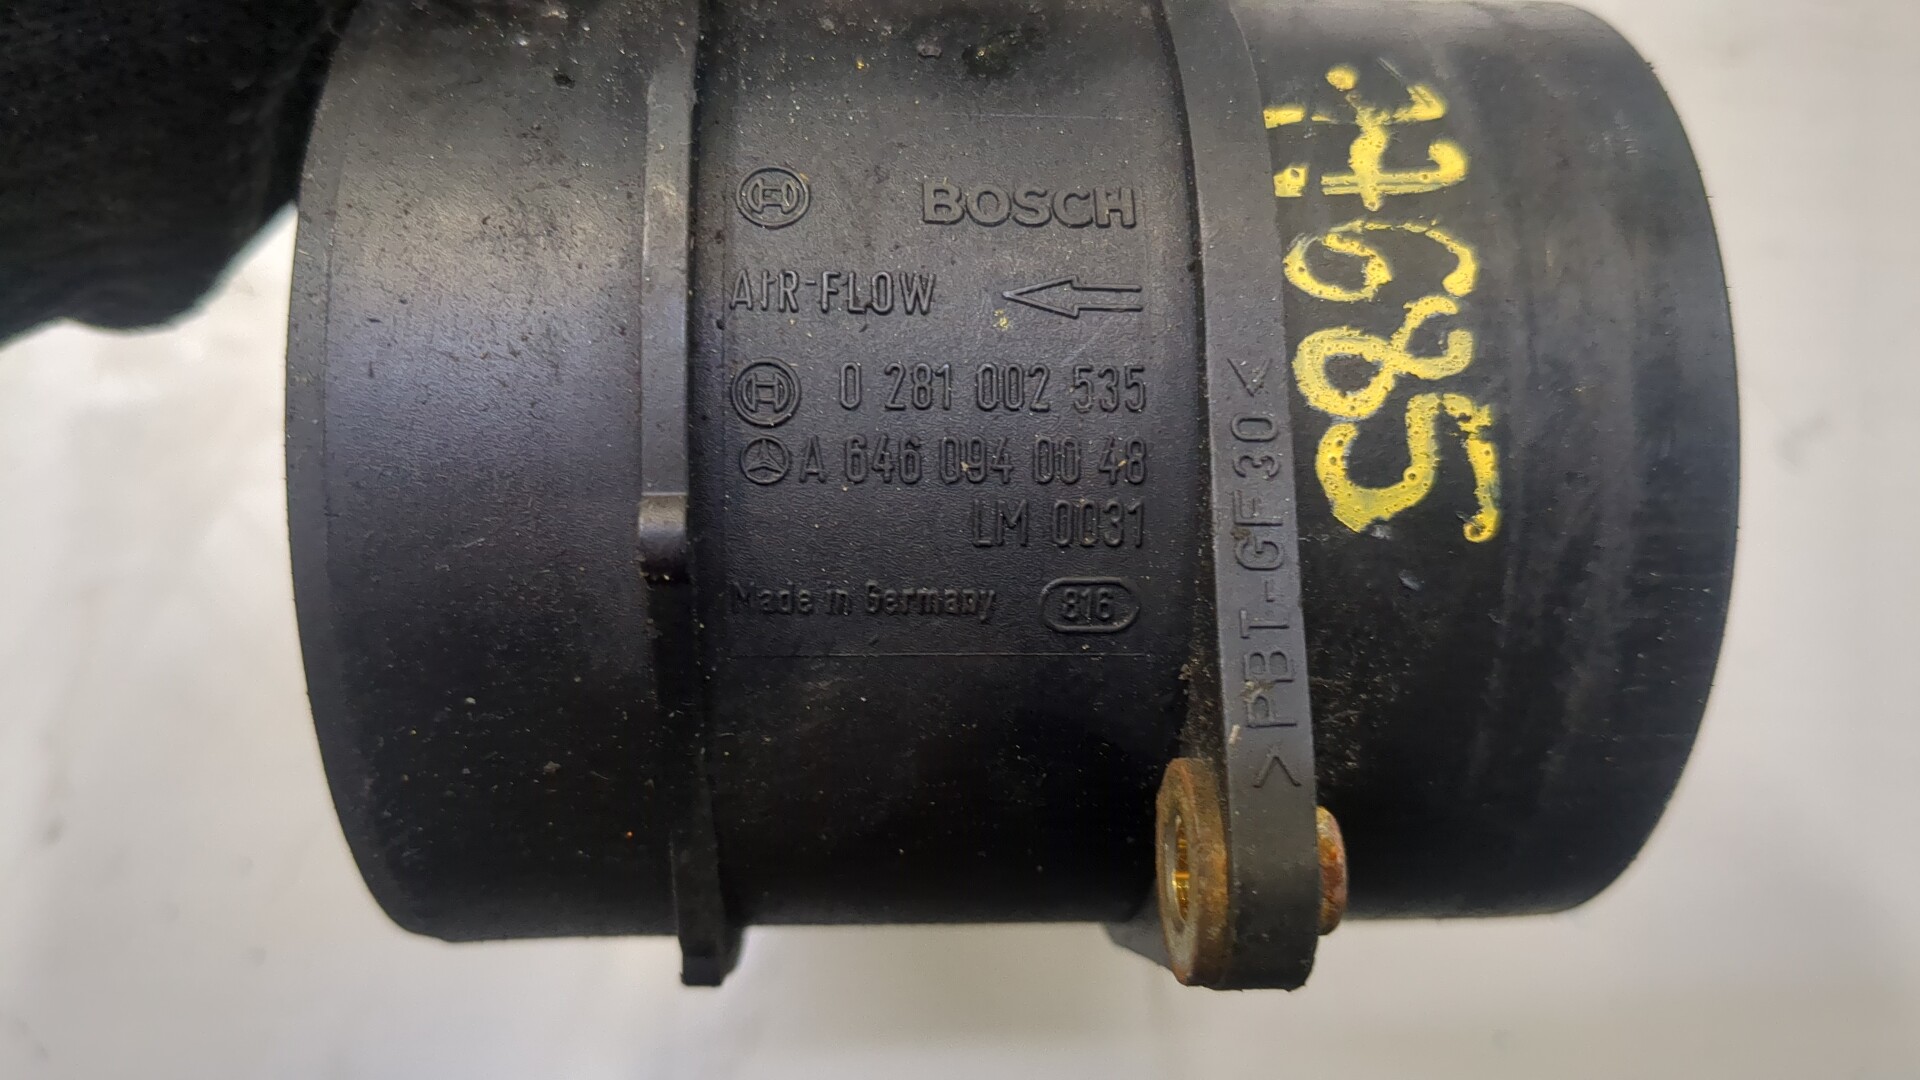 BOSCH
AIR-FLOW
0 281 002 535
A 646 094 00 48
LM 0031
Made in Germany 816
>PBT-GF30<